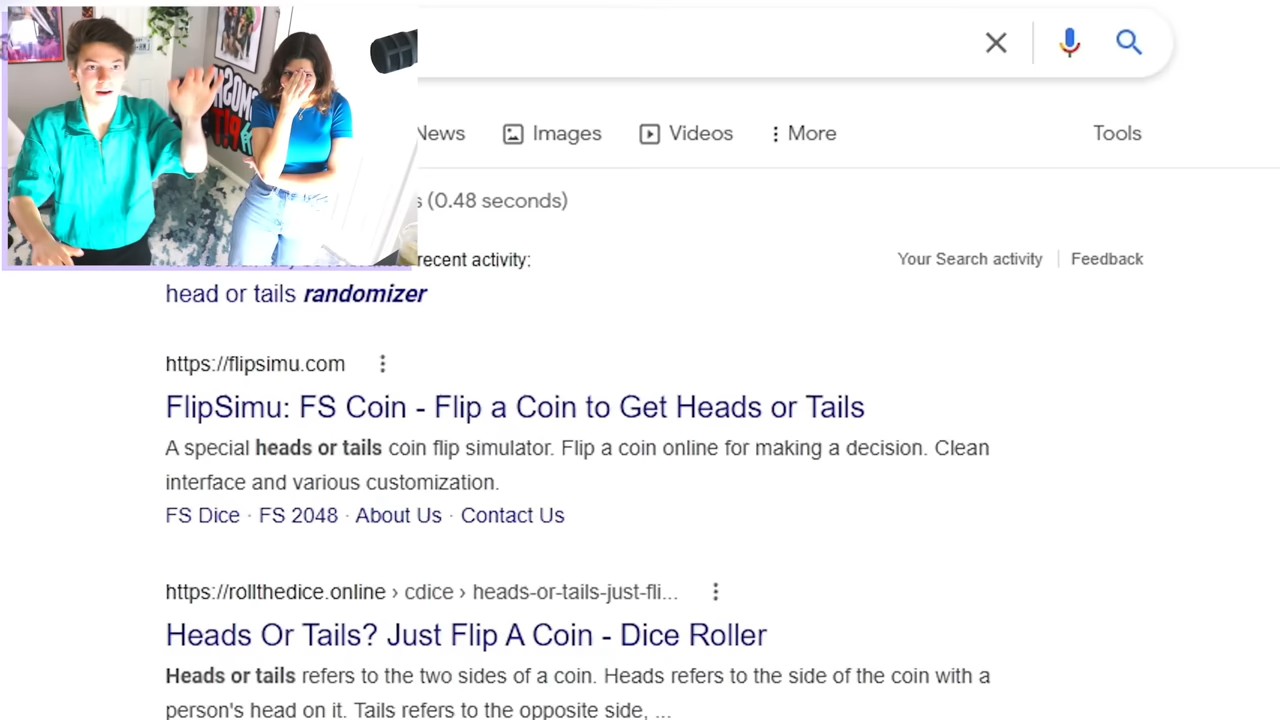 News Images Videos More Tools
s (0.48 seconds)
recent activity: Your Search activity Feedback
head or tails randomizer
https://flipsimu.com
FlipSimu: FS Coin - Flip a Coin to Get Heads or Tails
A special heads or tails coin flip simulator. Flip a coin online for making a decision. Clean
interface and various customization.
FS Dice · FS 2048 · About Us · Contact Us
https://rollthedice.online › cdice › heads-or-tails-just-fli...
Heads Or Tails? Just Flip A Coin - Dice Roller
Heads or tails refers to the two sides of a coin. Heads refers to the side of the coin with a
person's head on it. Tails refers to the opposite side, ...